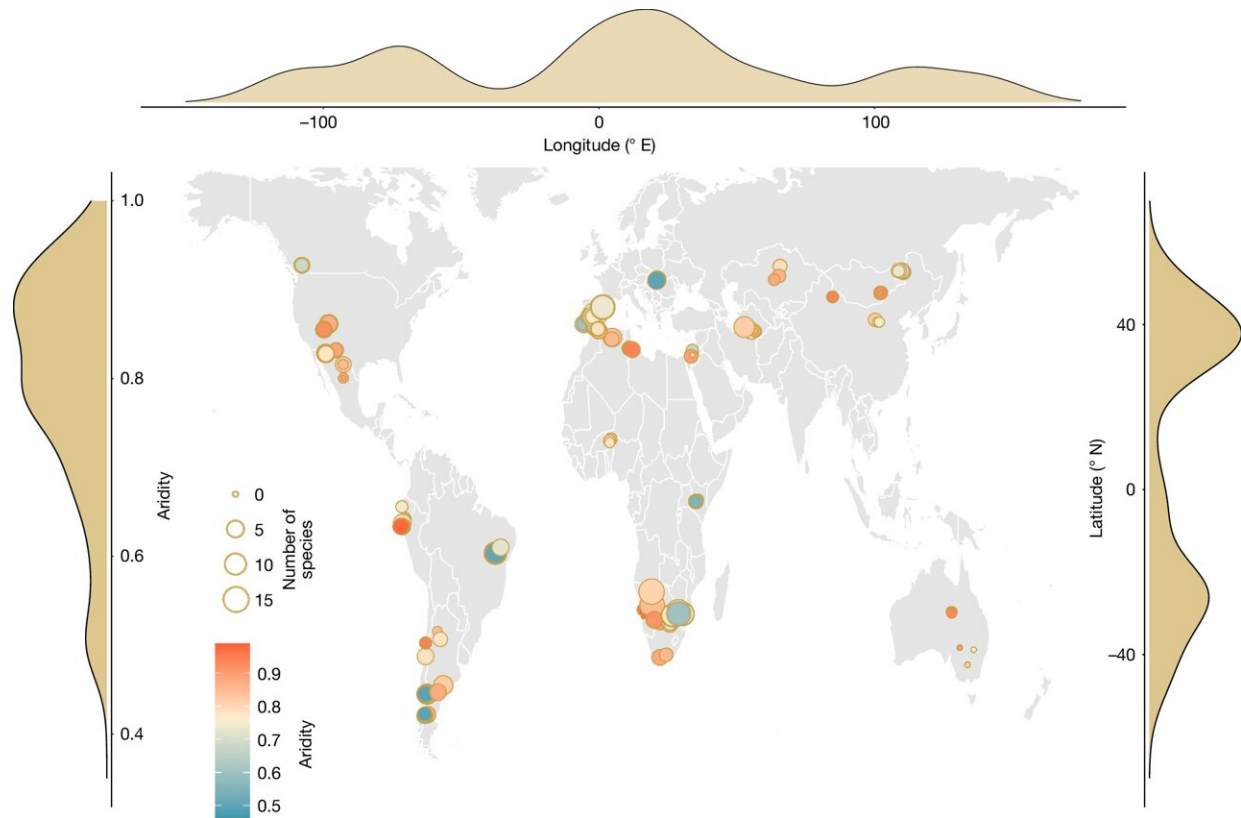 –100 0 100
Longitude (° E)
1.0
0.8
0.6
0.4
Aridity
0
5
10
15
Number of
species
0.9
0.8
0.7
0.6
0.5
Aridity
40
0
–40
Latitude (° N)